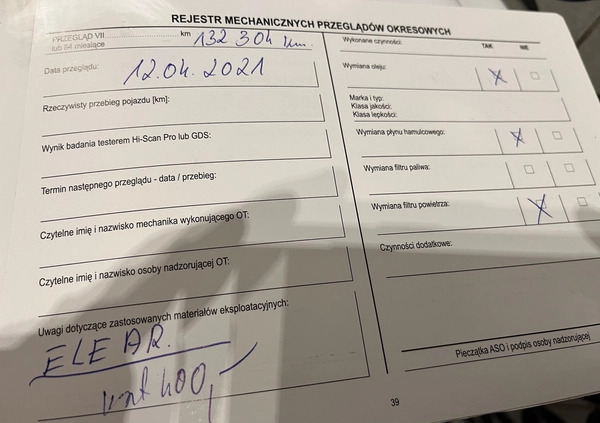 REJESTR MECHANICZNYCH PRZEGLĄDÓW OKRESOWYCH
PRZEGLĄD VII km 132 304 km.
lub 84 miesiące
Data przeglądu: 12.04.2021
Rzeczywisty przebieg pojazdu [km]:
Wynik badania testerem Hi-Scan Pro lub GDS:
Termin następnego przeglądu - data / przebieg:
Czytelne imię i nazwisko mechanika wykonującego OT:
Czytelne imię i nazwisko osoby nadzorującej OT:
Uwagi dotyczące zastosowanych materiałów eksploatacyjnych:
400,
Wykonane czynności: TAK NIE
Wymiana oleju:
Marka i typ:
Klasa jakości:
Klasa lepkości:
Wymiana płynu hamulcowego:
Wymiana filtru paliwa:
Wymiana filtru powietrza:
Czynności dodatkowe:
Pieczątka ASO i podpis osoby nadzorującej
39